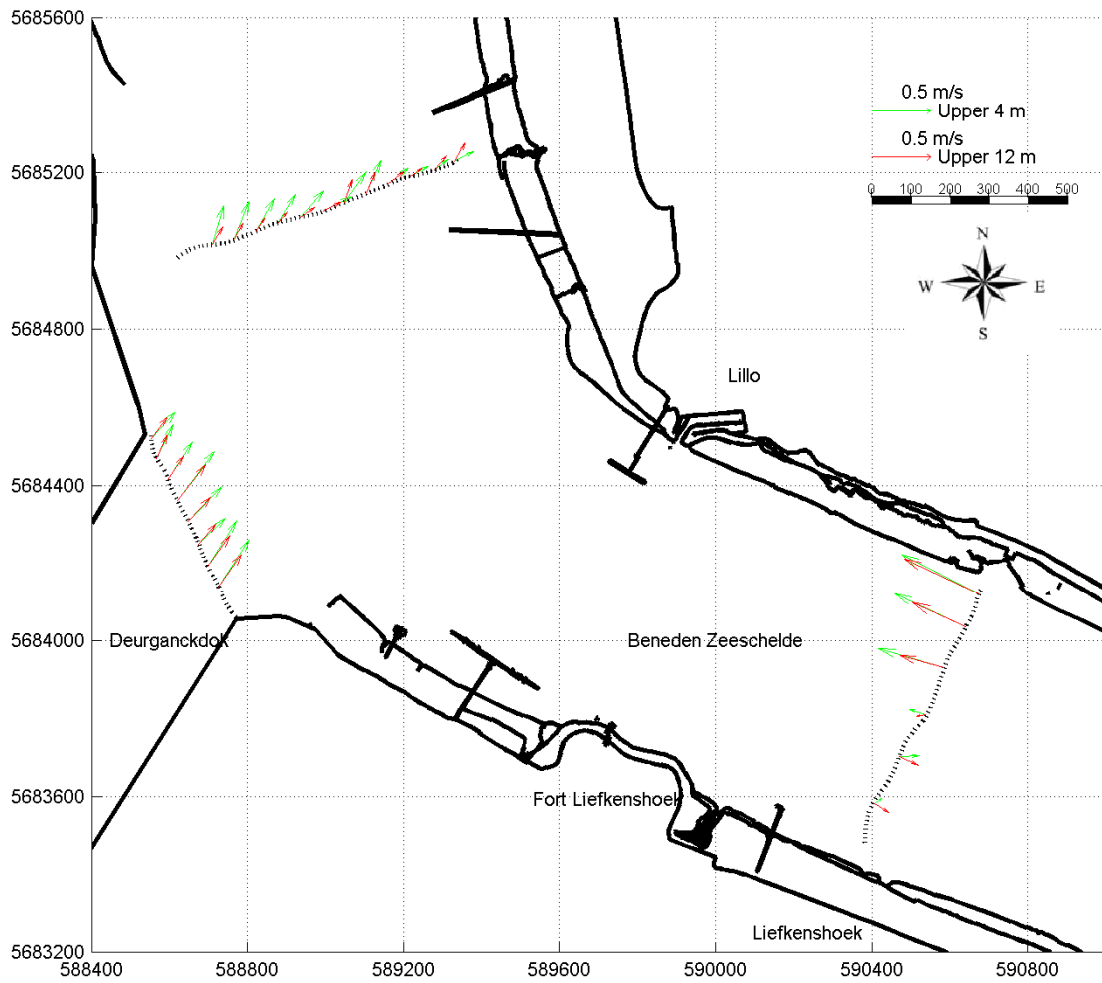 5685600
5685200
5684800
5684400
5684000
5683600
5683200
0.5 m/s
Upper 4 m
0.5 m/s
Upper 12 m
0 100 200 300 400 500
N
W E
S
Lillo
Deurganckdok
Beneden Zeeschelde
Fort Liefkenshoek
Liefkenshoek
588400 588800 589200 589600 590000 590400 590800